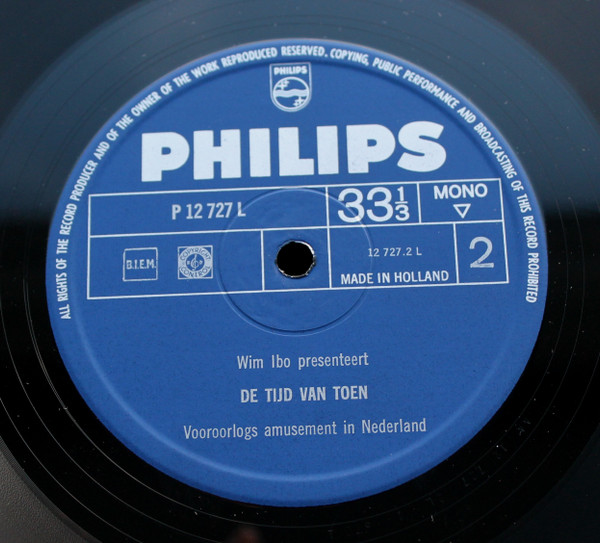 ALL RIGHTS OF THE RECORD PRODUCER AND OF THE OWNER OF THE WORK REPRODUCED RESERVED. COPYING, PUBLIC PERFORMANCE AND BROADCASTING OF THIS RECORD PROHIBITED
PHILIPS
PHILIPS
P 12 727 L
33 1/3
MONO
B.I.E.M.
12 727.2 L
MADE IN HOLLAND
2
Wim Ibo presenteert
DE TIJD VAN TOEN
Vooroorlogs amusement in Nederland